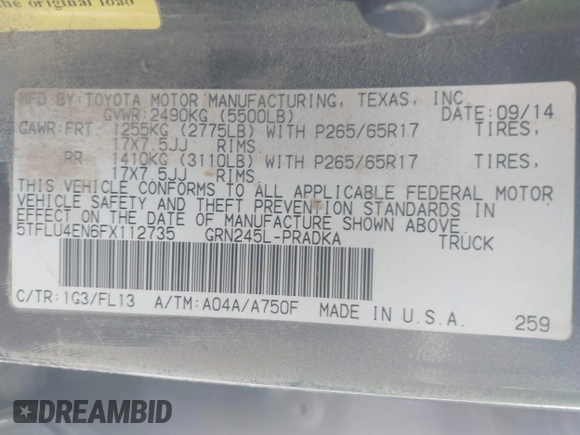 the original load
MFD BY:TOYOTA MOTOR MANUFACTURING, TEXAS, INC.
GVWR:2490KG (5500LB) DATE:09/14
GAWR:FRT 1255KG (2775LB) WITH P265/65R17 TIRES,
17X7.5JJ RIMS
RR 1410KG (3110LB) WITH P265/65R17 TIRES,
17X7.5JJ RIMS
THIS VEHICLE CONFORMS TO ALL APPLICABLE FEDERAL MOTOR
VEHICLE SAFETY AND THEFT PREVENTION STANDARDS IN
EFFECT ON THE DATE OF MANUFACTURE SHOWN ABOVE.
5TFLU4EN6FX112735 GRN245L-PRADKA TRUCK
C/TR:1G3/FL13 A/TM:A04A/A750F MADE IN U.S.A. 259
DREAMBID